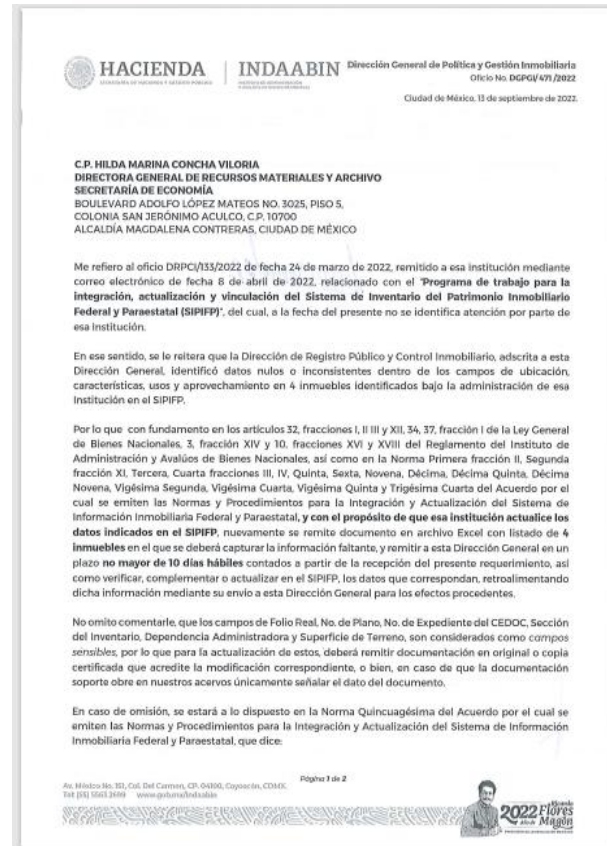 HACIENDA
SECRETARÍA DE HACIENDA Y CRÉDITO PÚBLICO
INDAABIN
Dirección General de Política y Gestión Inmobiliaria
Oficio No. DGPGI/ 471 /2022
Ciudad de México, 13 de septiembre de 2022.
C.P. HILDA MARINA CONCHA VILORIA
DIRECTORA GENERAL DE RECURSOS MATERIALES Y ARCHIVO
SECRETARÍA DE ECONOMÍA
BOULEVARD ADOLFO LÓPEZ MATEOS NO. 3025, PISO 5,
COLONIA SAN JERÓNIMO ACULCO, C.P. 10700
ALCALDÍA MAGDALENA CONTRERAS, CIUDAD DE MÉXICO
Me refiero al oficio DRPCI/133/2022 de fecha 24 de marzo de 2022, remitido a esa institución mediante
correo electrónico de fecha 8 de abril de 2022, relacionado con el "Programa de trabajo para la
integración, actualización y vinculación del Sistema de Inventario del Patrimonio Inmobiliario
Federal y Paraestatal (SIPIFP)", del cual, a la fecha del presente no se identifica atención por parte de
esa Institución.
En ese sentido, se le reitera que la Dirección de Registro Público y Control Inmobiliario, adscrita a esta
Dirección General, identificó datos nulos o inconsistentes dentro de los campos de ubicación,
características, usos y aprovechamiento en 4 inmuebles identificados bajo la administración de esa
Institución en el SIPIFP.
Por lo que con fundamento en los artículos 32, fracciones I, II III y XII, 34, 37, fracción I de la Ley General
de Bienes Nacionales, 3, fracción XIV y 10, fracciones XVI y XVIII del Reglamento del Instituto de
Administración y Avalúos de Bienes Nacionales, así como en la Norma Primera fracción II, Segunda
fracción XI, Tercera, Cuarta fracciones III, IV, Quinta, Sexta, Novena, Décima, Décima Quinta, Décima
Novena, Vigésima Segunda, Vigésima Cuarta, Vigésima Quinta y Trigésima Cuarta del Acuerdo por el
cual se emiten las Normas y Procedimientos para la Integración y Actualización del Sistema de
Información Inmobiliaria Federal y Paraestatal, y con el propósito de que esa institución actualice los
datos indicados en el SIPIFP, nuevamente se remite documento en archivo Excel con listado de 4
inmuebles en el que se deberá capturar la información faltante, y remitir a esta Dirección General en un
plazo no mayor de 10 días hábiles contados a partir de la recepción del presente requerimiento, así
como verificar, complementar o actualizar en el SIPIFP, los datos que correspondan, retroalimentando
dicha información mediante su envío a esta Dirección General para los efectos procedentes.
No omito comentarle, que los campos de Folio Real, No. de Plano, No. de Expediente del CEDOC, Sección
del Inventario, Dependencia Administradora y Superficie de Terreno, son considerados como campos
sensibles, por lo que para la actualización de estos, deberá remitir documentación en original o copia
certificada que acredite la modificación correspondiente, o bien, en caso de que la documentación
soporte obre en nuestros acervos únicamente señalar el dato del documento.
En caso de omisión, se estará a lo dispuesto en la Norma Quincuagésima del Acuerdo por el cual se
emiten las Normas y Procedimientos para la Integración y Actualización del Sistema de Información
Inmobiliaria Federal y Paraestatal, que dice:
Página 1 de 2
Av. México No. 151, Col. Del Carmen, CP. 04100, Coyoacán, CDMX.
Tel: (55) 5563 2699 www.gob.mx/indaabin
2022 Ricardo Flores
Año de Magón